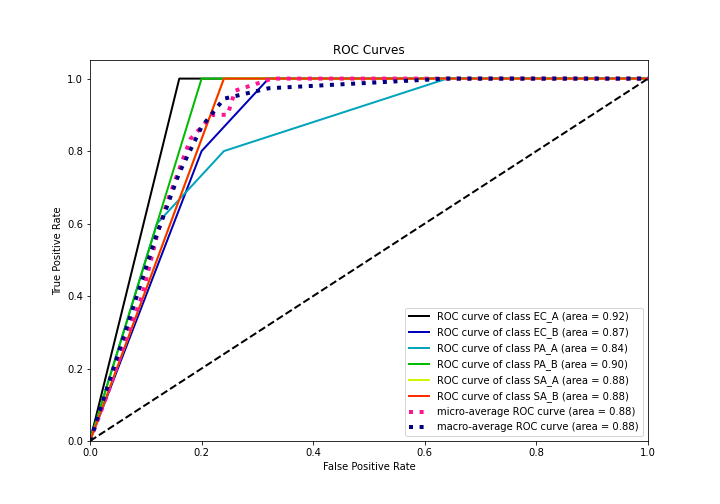 ROC Curves
True Positive Rate
1.0
0.8
0.6
0.4
0.2
0.0
0.0 0.2 0.4 0.6 0.8 1.0
False Positive Rate
ROC curve of class EC_A (area = 0.92)
ROC curve of class EC_B (area = 0.87)
ROC curve of class PA_A (area = 0.84)
ROC curve of class PA_B (area = 0.90)
ROC curve of class SA_A (area = 0.88)
ROC curve of class SA_B (area = 0.88)
micro-average ROC curve (area = 0.88)
macro-average ROC curve (area = 0.88)